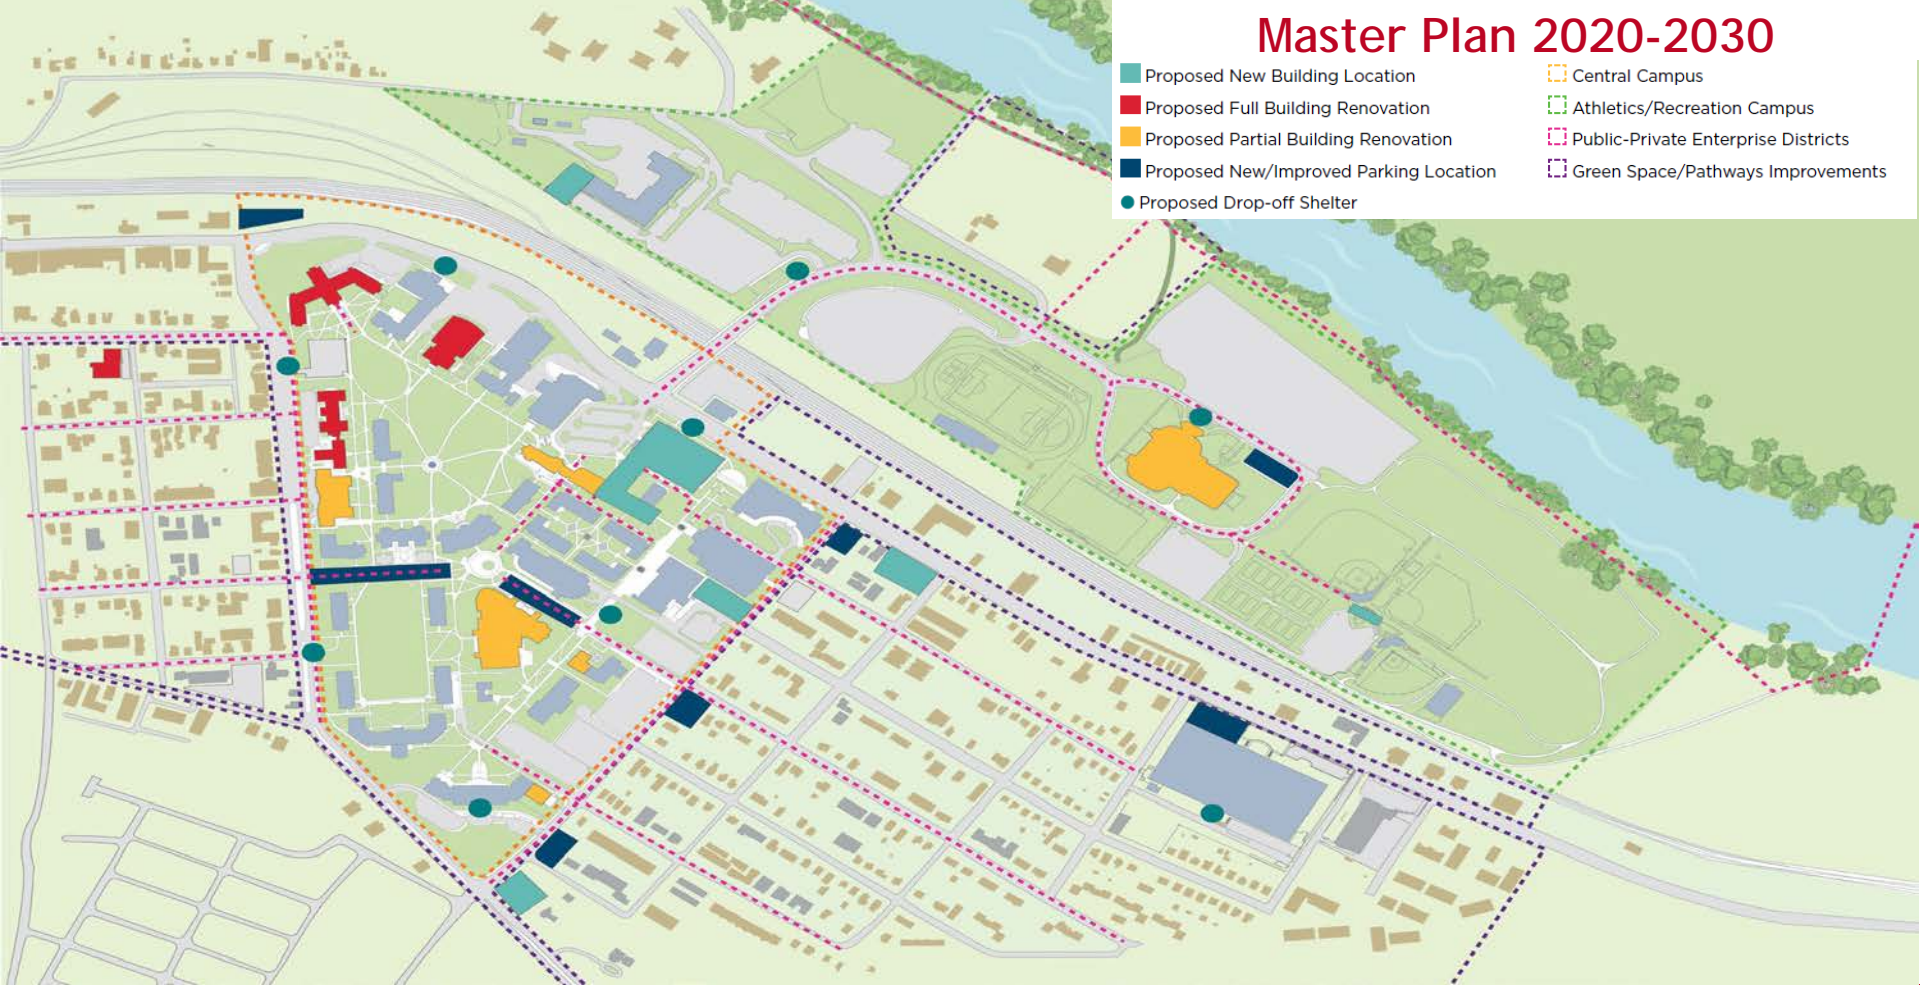 Master Plan 2020-2030
Proposed New Building Location
Proposed Full Building Renovation
Proposed Partial Building Renovation
Proposed New/Improved Parking Location
Proposed Drop-off Shelter
Central Campus
Athletics/Recreation Campus
Public-Private Enterprise Districts
Green Space/Pathways Improvements